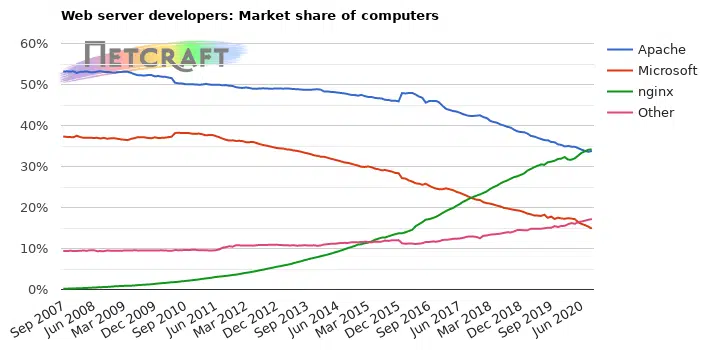 Web server developers: Market share of computers
NETCRAFT
60%
50%
40%
30%
20%
10%
0%
Sep 2007
Jun 2008
Mar 2009
Dec 2009
Sep 2010
Jun 2011
Mar 2012
Dec 2012
Sep 2013
Jun 2014
Mar 2015
Dec 2015
Sep 2016
Jun 2017
Mar 2018
Dec 2018
Sep 2019
Jun 2020
Apache
Microsoft
nginx
Other